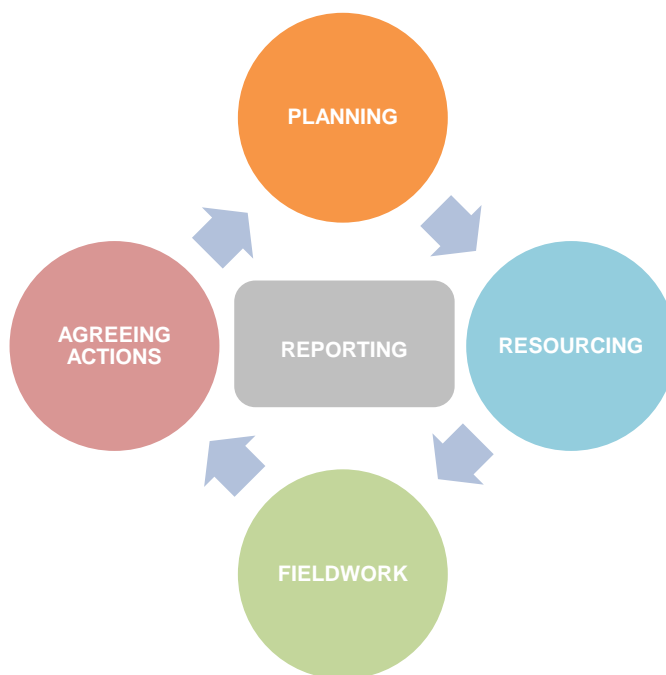 PLANNING
AGREEING
ACTIONS
REPORTING
RESOURCING
FIELDWORK